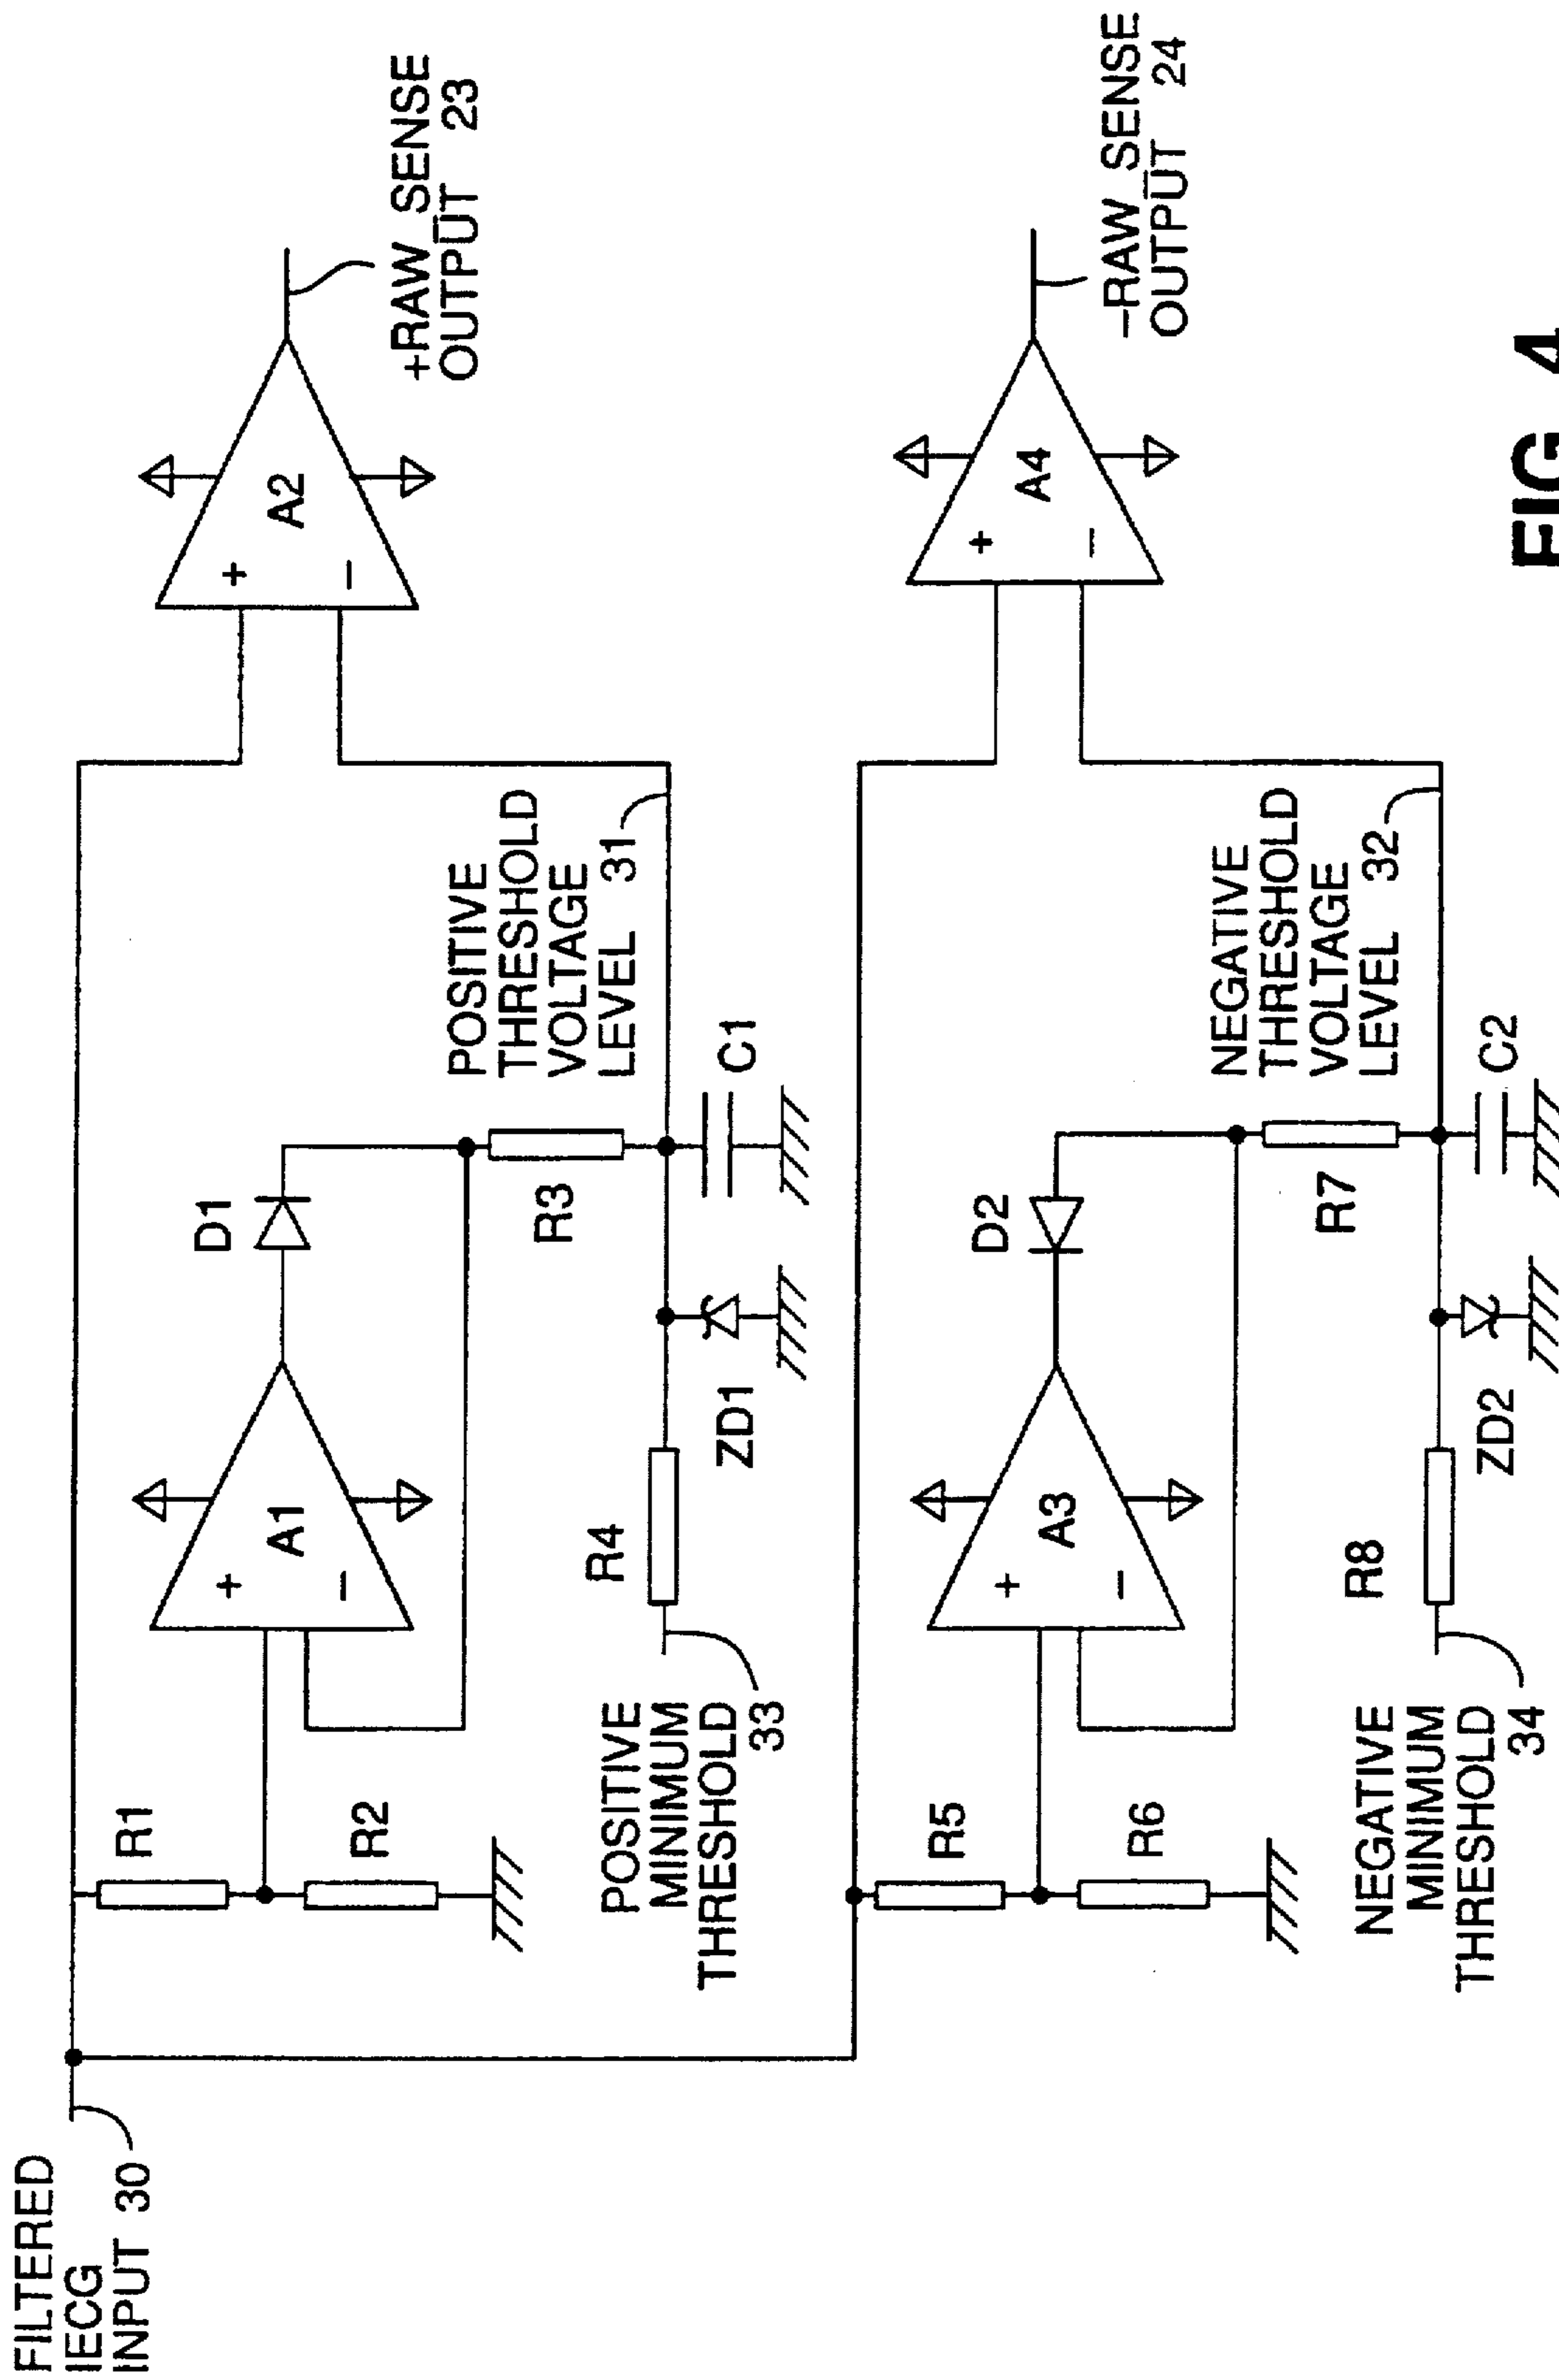 FILTERED
IECG
INPUT 30
R1
R2
+
−
A1
D1
R3
POSITIVE
THRESHOLD
VOLTAGE
LEVEL 31
+
−
A2
+RAW_SENSE
OUTPUT 23
POSITIVE
MINIMUM
THRESHOLD
33
R4
ZD1
C1
R5
R6
+
−
A3
D2
R7
NEGATIVE
THRESHOLD
VOLTAGE
LEVEL 32
+
−
A4
−RAW_SENSE
OUTPUT 24
NEGATIVE
MINIMUM
THRESHOLD
34
R8
ZD2
C2
FIG. 4